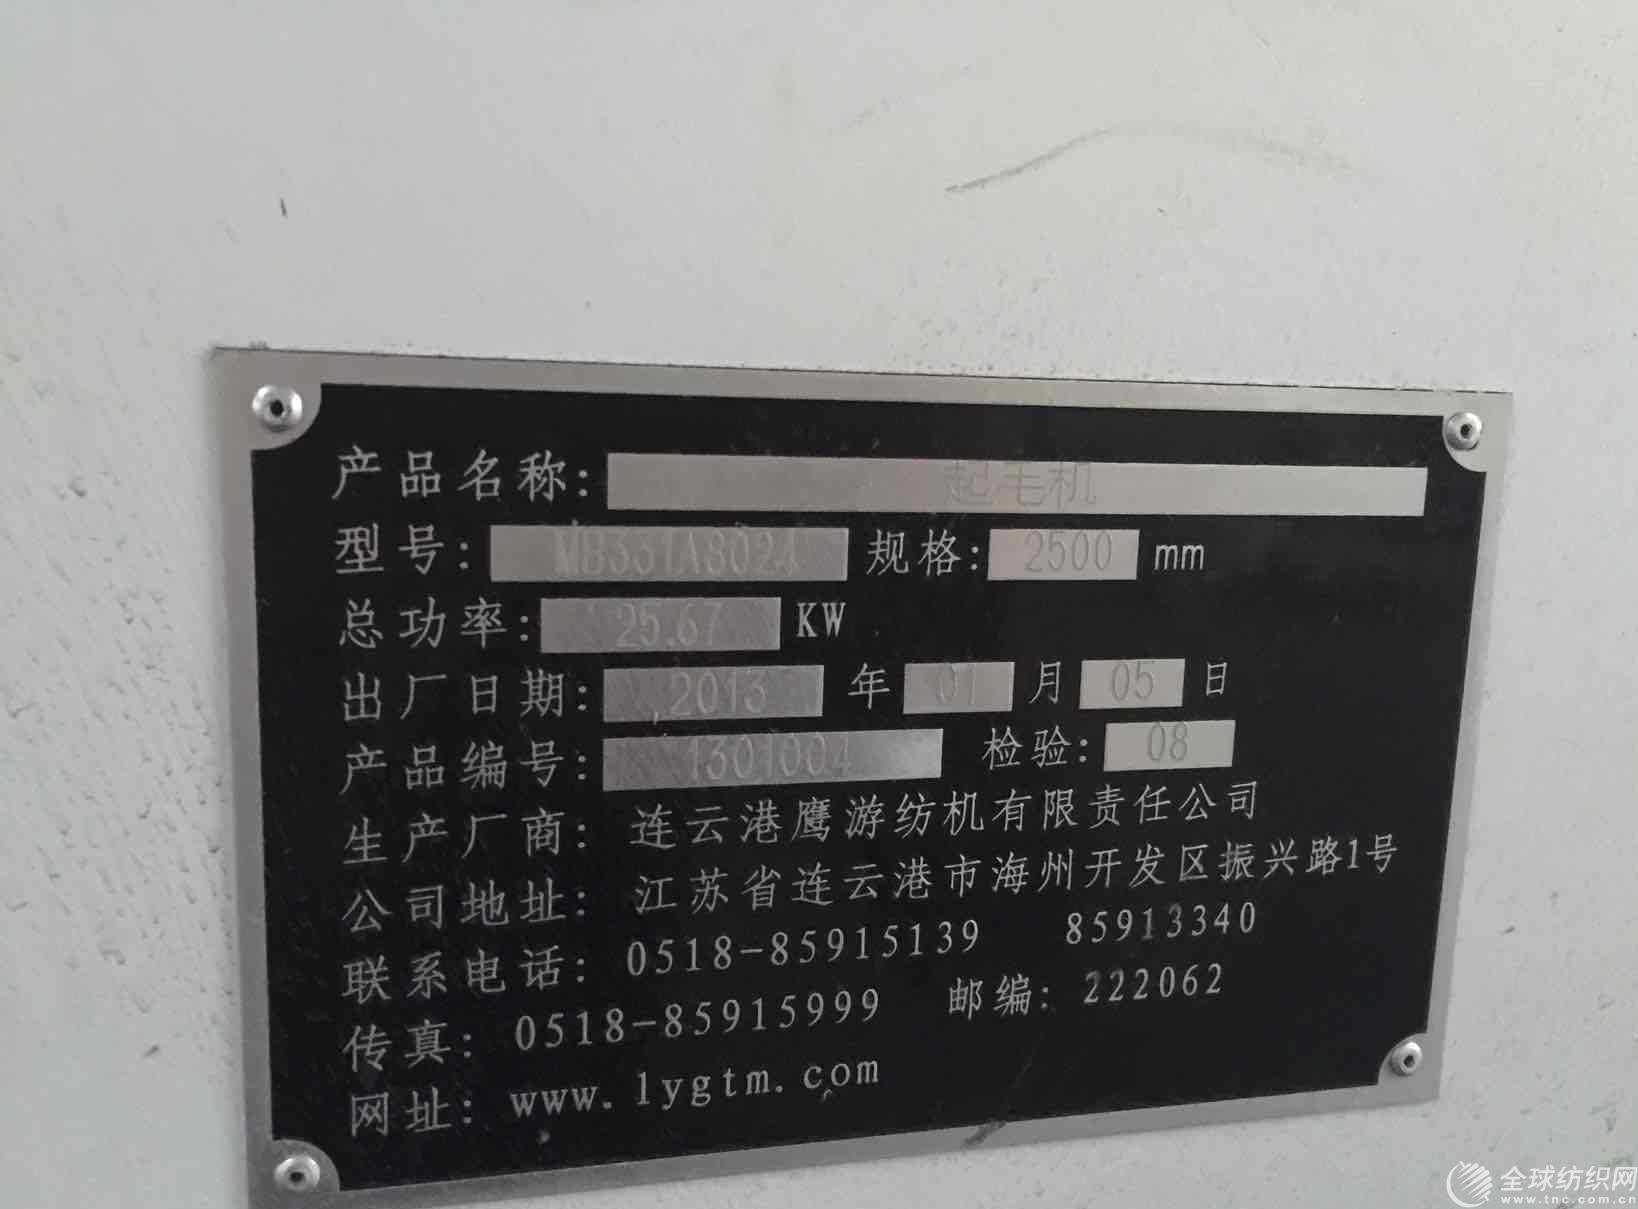 产品名称: 起毛机
型号: MB331A8024 规格: 2500 mm
总功率: 25.67 KW
出厂日期: 2013 年 01 月 05 日
产品编号: 1301004 检验: 08
生产厂商: 连云港鹰游纺机有限责任公司
公司地址: 江苏省连云港市海州开发区振兴路1号
联系电话: 0518-85915139 85913340
传真: 0518-85915999 邮编: 222062
网址: www.lygtm.com
全球纺织网
www.tnc.com.cn